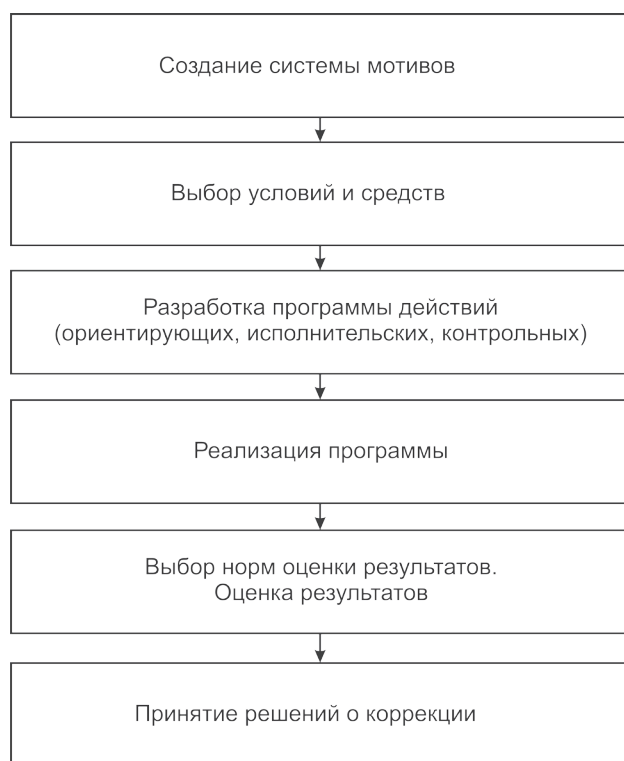 Создание системы мотивов
Выбор условий и средств
Разработка программы действий
(ориентирующих, исполнительских, контрольных)
Реализация программы
Выбор норм оценки результатов.
Оценка результатов
Принятие решений о коррекции